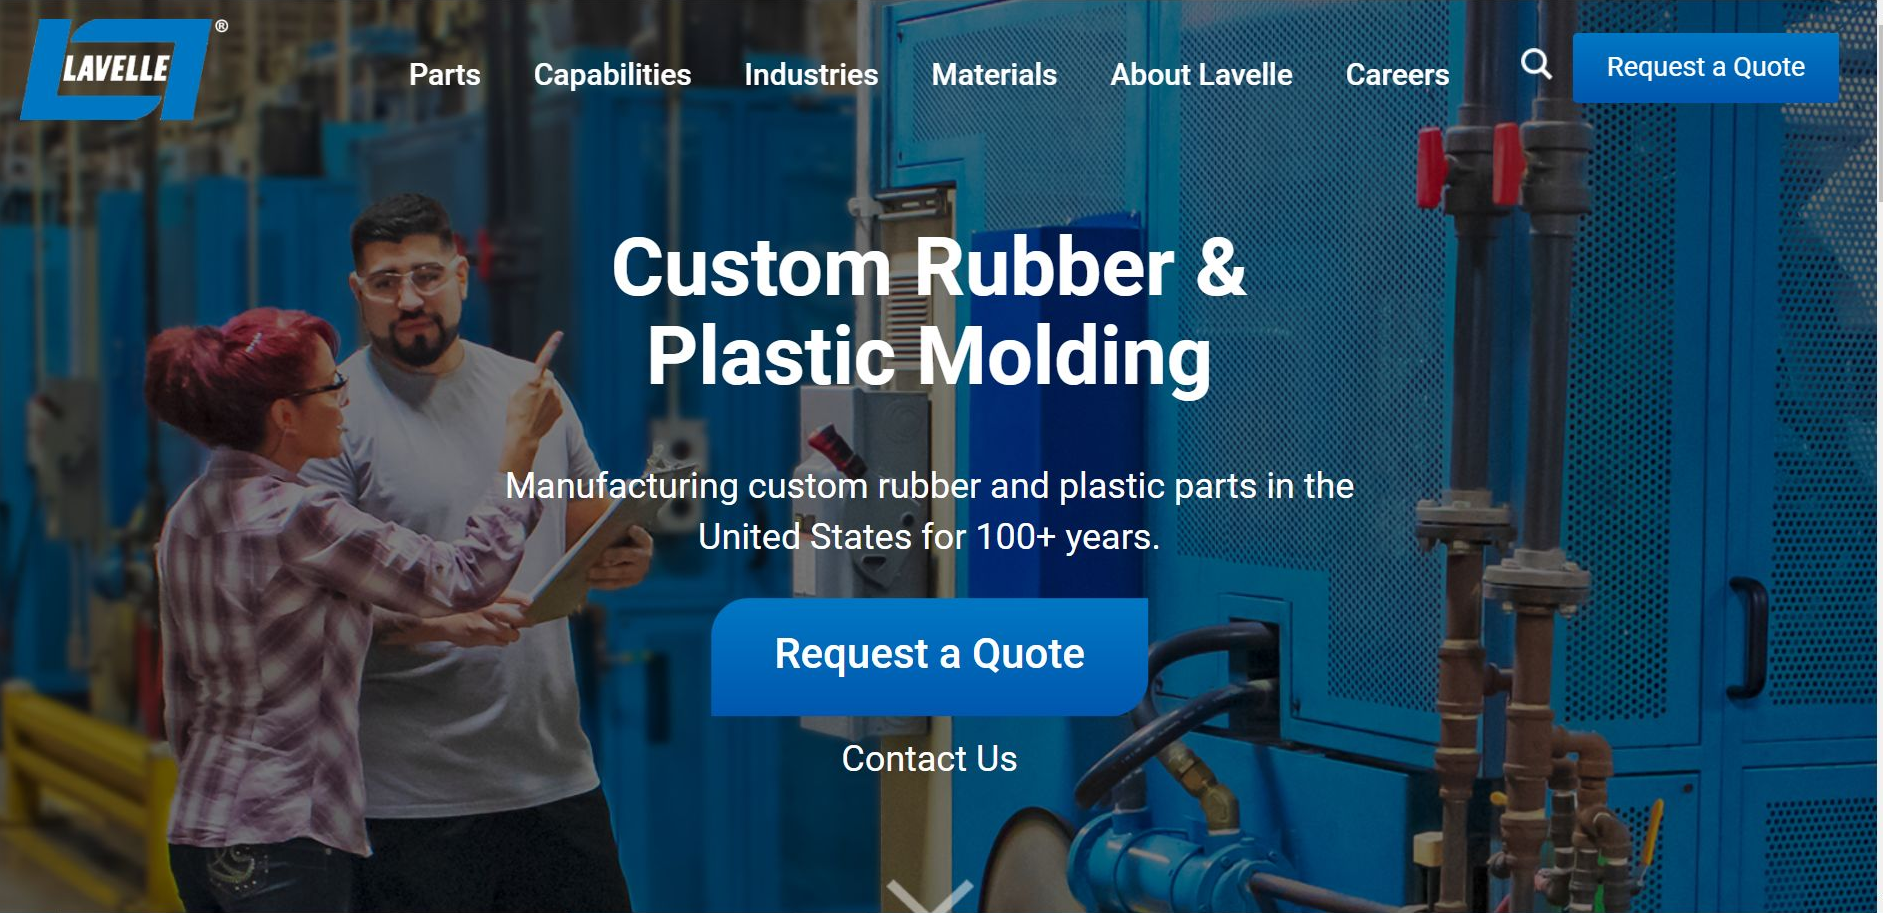 LAVELLE®
Parts
Capabilities
Industries
Materials
About Lavelle
Careers
Request a Quote
Custom Rubber &
Plastic Molding
Manufacturing custom rubber and plastic parts in the
United States for 100+ years.
Request a Quote
Contact Us